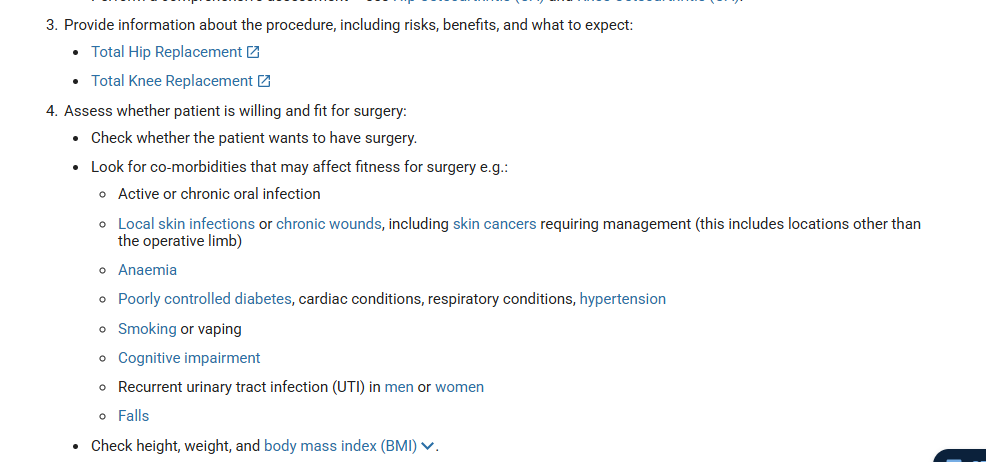 3. Provide information about the procedure, including risks, benefits, and what to expect:
• Total Hip Replacement
• Total Knee Replacement
4. Assess whether patient is willing and fit for surgery:
• Check whether the patient wants to have surgery.
• Look for co-morbidities that may affect fitness for surgery e.g.:
◦ Active or chronic oral infection
◦ Local skin infections or chronic wounds, including skin cancers requiring management (this includes locations other than
the operative limb)
◦ Anaemia
◦ Poorly controlled diabetes, cardiac conditions, respiratory conditions, hypertension
◦ Smoking or vaping
◦ Cognitive impairment
◦ Recurrent urinary tract infection (UTI) in men or women
◦ Falls
• Check height, weight, and body mass index (BMI).